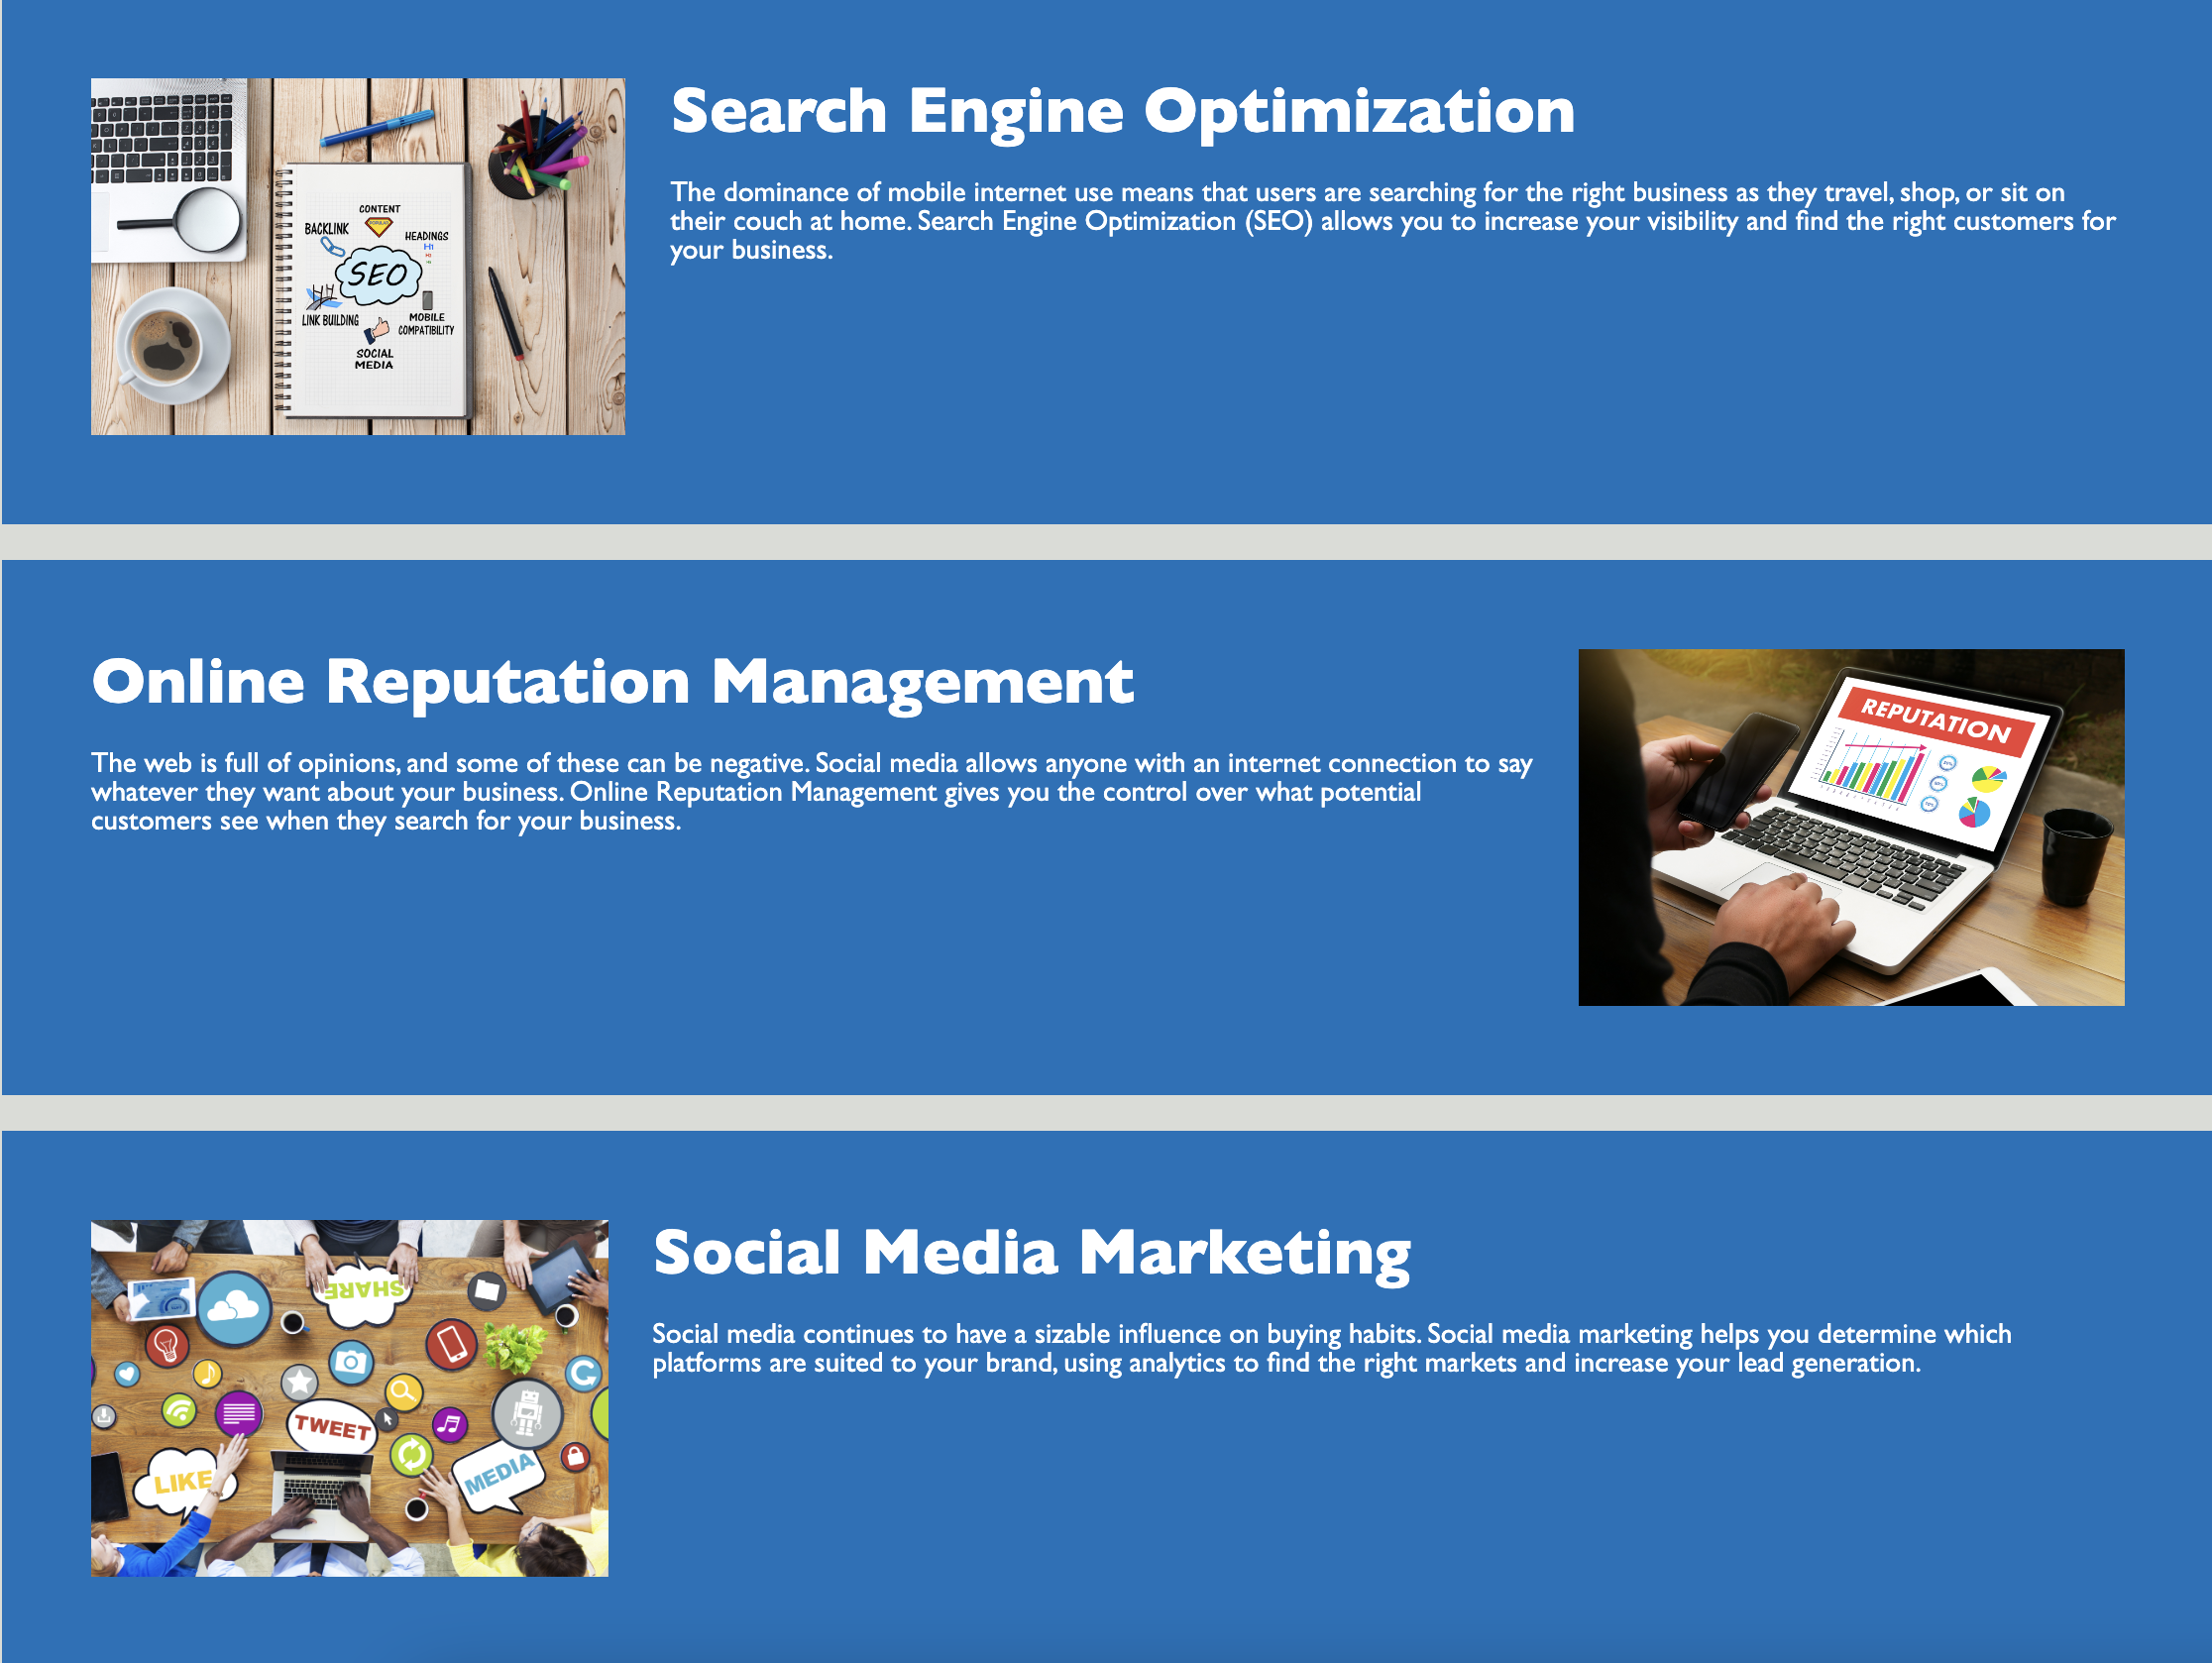 Search Engine Optimization
The dominance of mobile internet use means that users are searching for the right business as they travel, shop, or sit on
their couch at home. Search Engine Optimization (SEO) allows you to increase your visibility and find the right customers for
your business.
CONTENT
BACKLINK
HEADINGS
H1
SEO
LINK BUILDING
MOBILE
COMPATIBILITY
SOCIAL
MEDIA
Online Reputation Management
The web is full of opinions, and some of these can be negative. Social media allows anyone with an internet connection to say
whatever they want about your business. Online Reputation Management gives you the control over what potential
customers see when they search for your business.
REPUTATION
Social Media Marketing
Social media continues to have a sizable influence on buying habits. Social media marketing helps you determine which
platforms are suited to your brand, using analytics to find the right markets and increase your lead generation.
SHARE
TWEET
LIKE
MEDIA